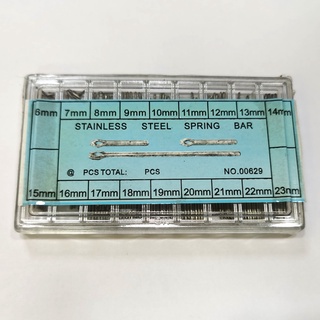 6mm 7mm 8mm 9mm 10mm 11mm 12mm 13mm 14mm
STAINLESS STEEL SPRING BAR
@ PCS TOTAL: PCS NO.00629
15mm 16mm 17mm 18mm 19mm 20mm 21mm 22mm 23mm